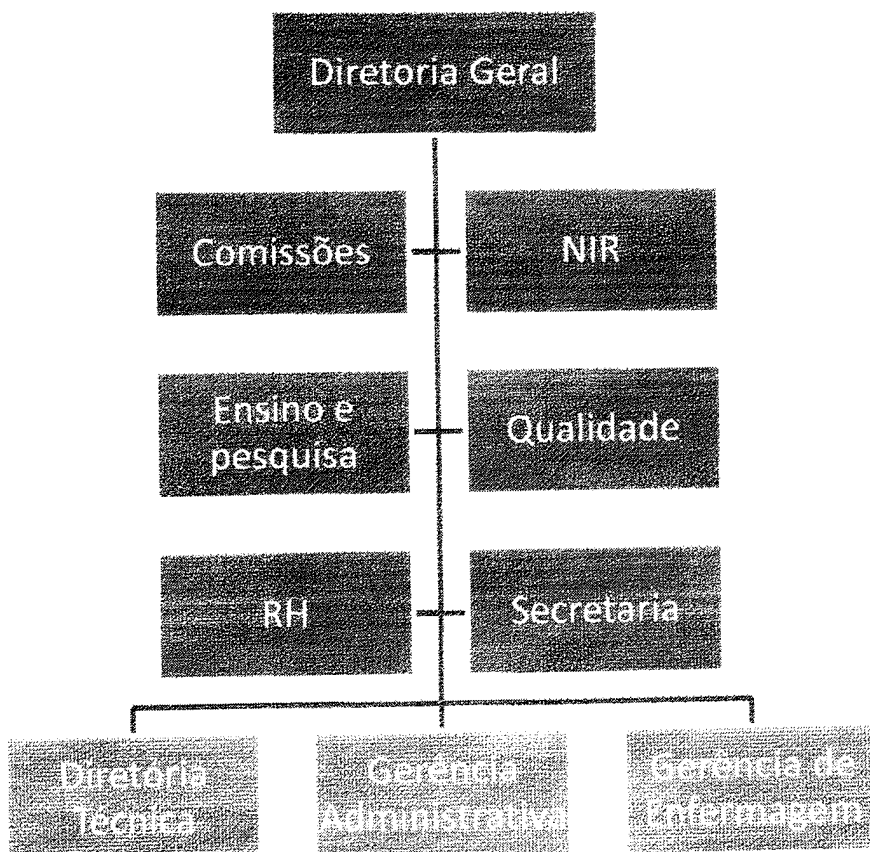 Diretoria Geral
Comissões
NIR
Ensino e
pesquisa
Qualidade
RH
Secretaria
Diretoria
Técnica
Gerência
Administrativa
Gerência de
Enfermagem